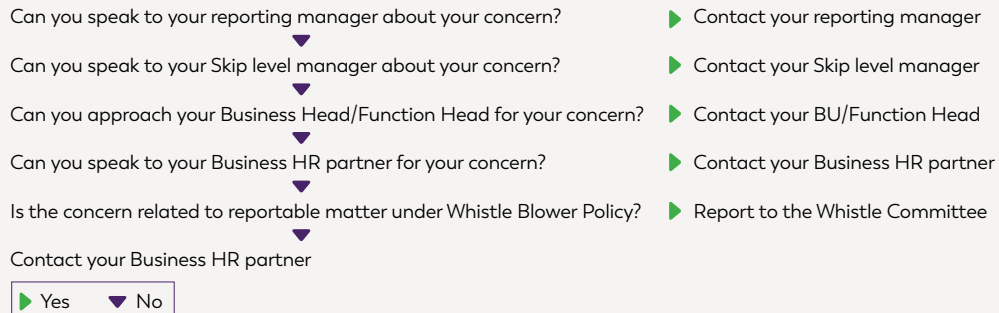 Can you speak to your reporting manager about your concern? Contact your reporting manager
Can you speak to your Skip level manager about your concern? Contact your Skip level manager
Can you approach your Business Head/Function Head for your concern? Contact your BU/Function Head
Can you speak to your Business HR partner for your concern? Contact your Business HR partner
Is the concern related to reportable matter under Whistle Blower Policy? Report to the Whistle Committee
Contact your Business HR partner
Yes No